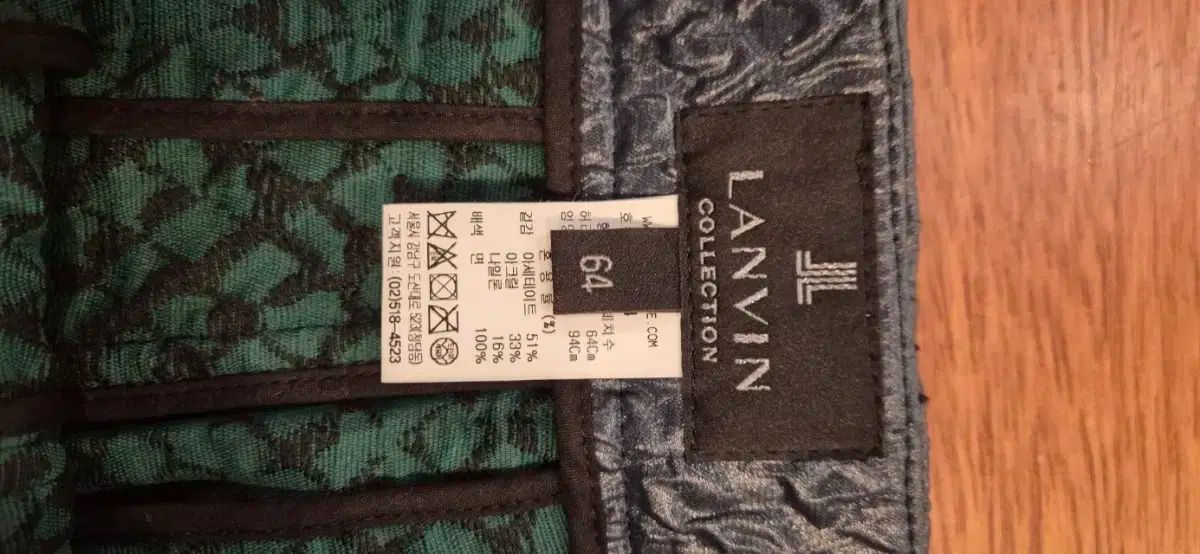 LANVIN
COLLECTION
64
E.COM
64Cm
94Cm
(%)
겉감 아세테이트 51%
아크릴 33%
나일론 16%
배색 면 100%
고객지원 : (02)518-4523